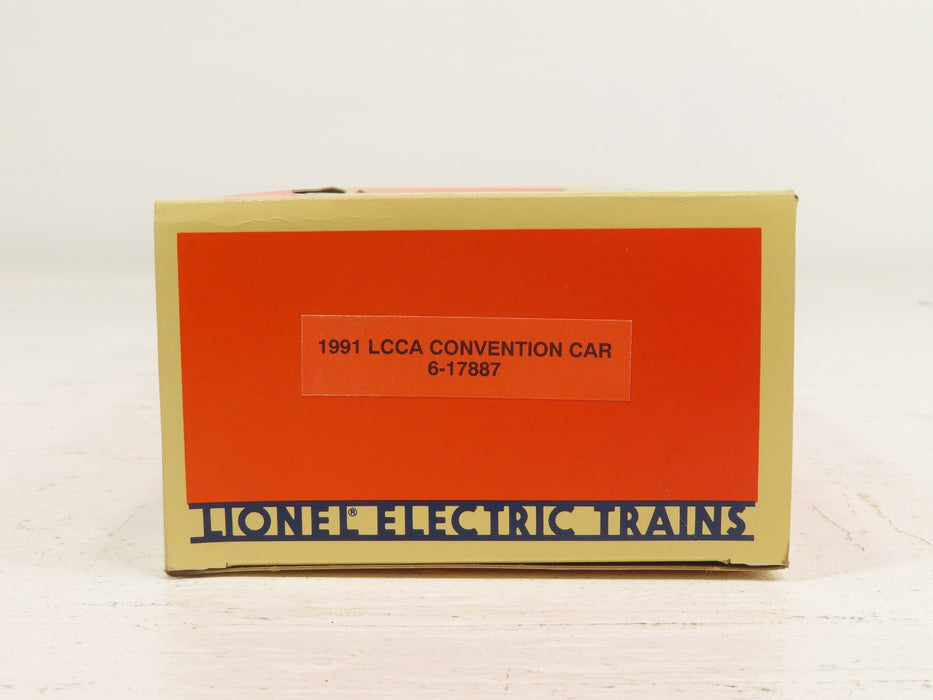 1991 LCCA CONVENTION CAR
6-17887
LIONEL® ELECTRIC TRAINS